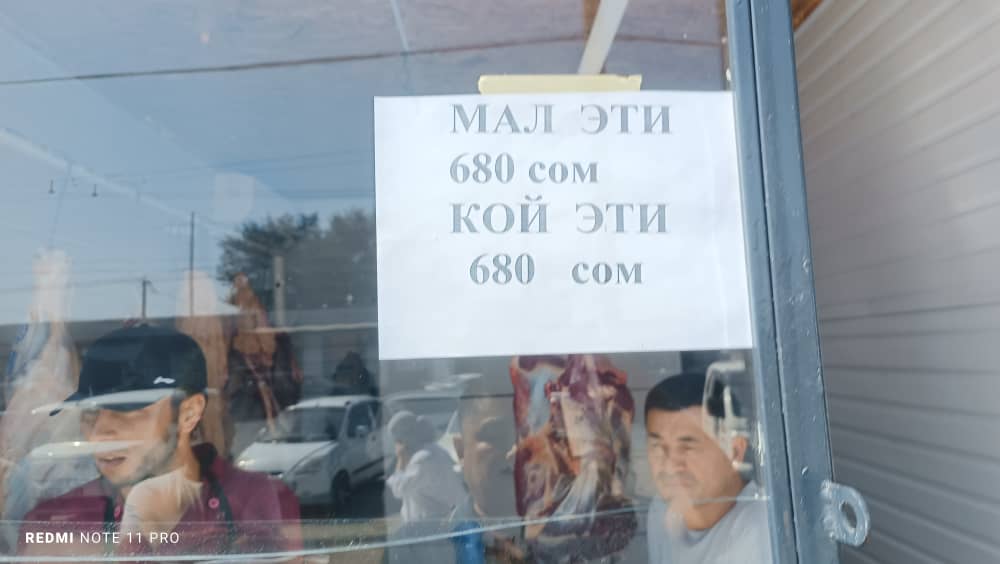 МАЛ ЭТИ
680 сом
КОЙ ЭТИ
680 сом
REDMI NOTE 11 PRO